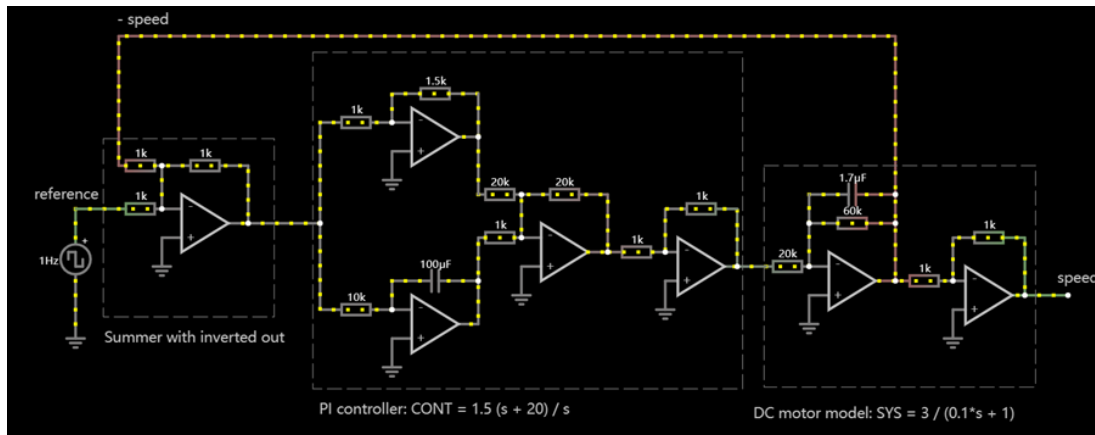 - speed
1.5k
1k
1k
1k
20k
20k
1.7µF
reference
1k
1k
1k
60k
1k
100µF
1Hz
10k
1k
20k
1k
speed
Summer with inverted out
PI controller: CONT = 1.5 (s + 20) / s
DC motor model: SYS = 3 / (0.1*s + 1)